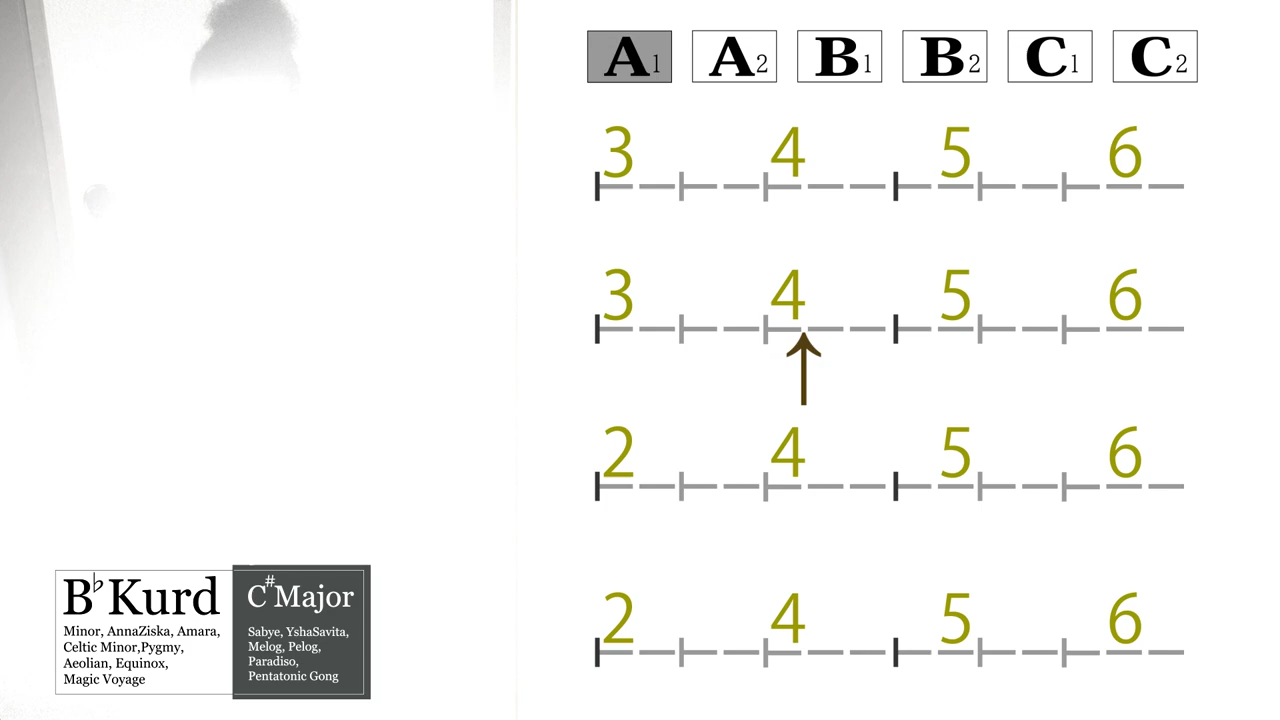 A1 A2 B1 B2 C1 C2
3 4 5 6
3 4 5 6
2 4 5 6
2 4 5 6
B♭Kurd
Minor, AnnaZiska, Amara,
Celtic Minor,Pygmy,
Aeolian, Equinox,
Magic Voyage
C#Major
Sabye, YshaSavita,
Melog, Pelog,
Paradiso,
Pentatonic Gong